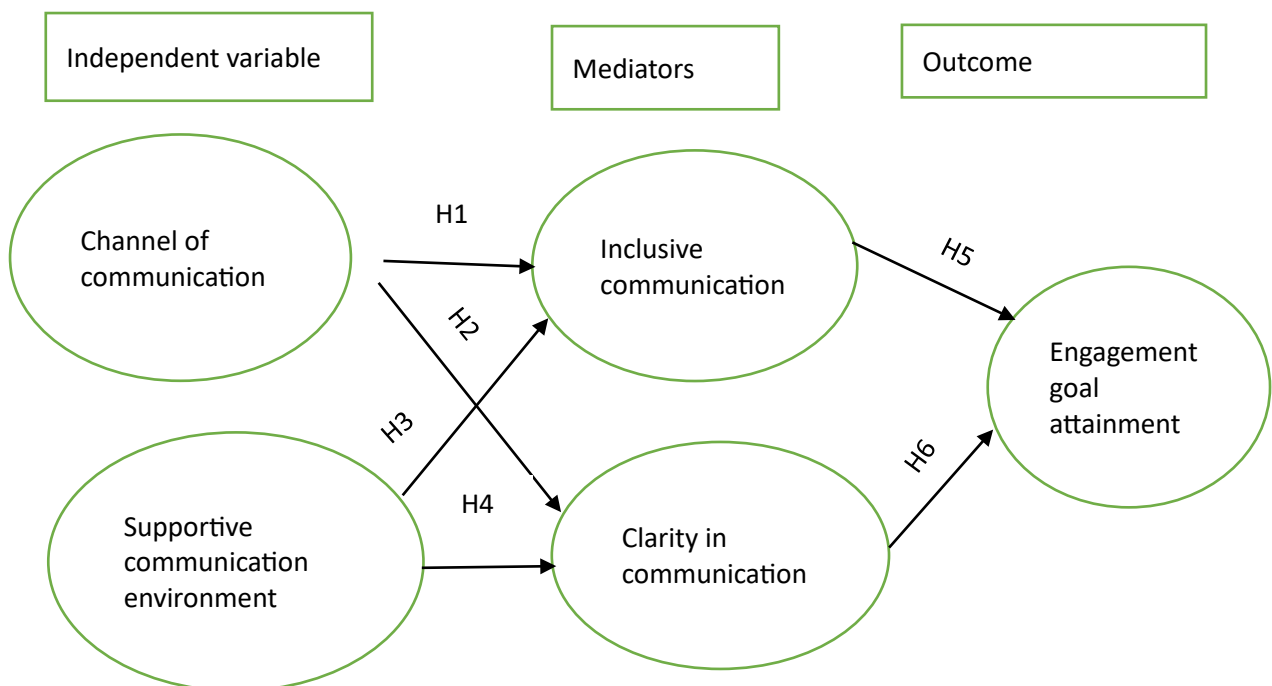 Independent variable
Mediators
Outcome
Channel of
communication
H1
Inclusive
communication
H5
H2
H3
Engagement
goal
attainment
H4
H6
Supportive
communication
environment
Clarity in
communication